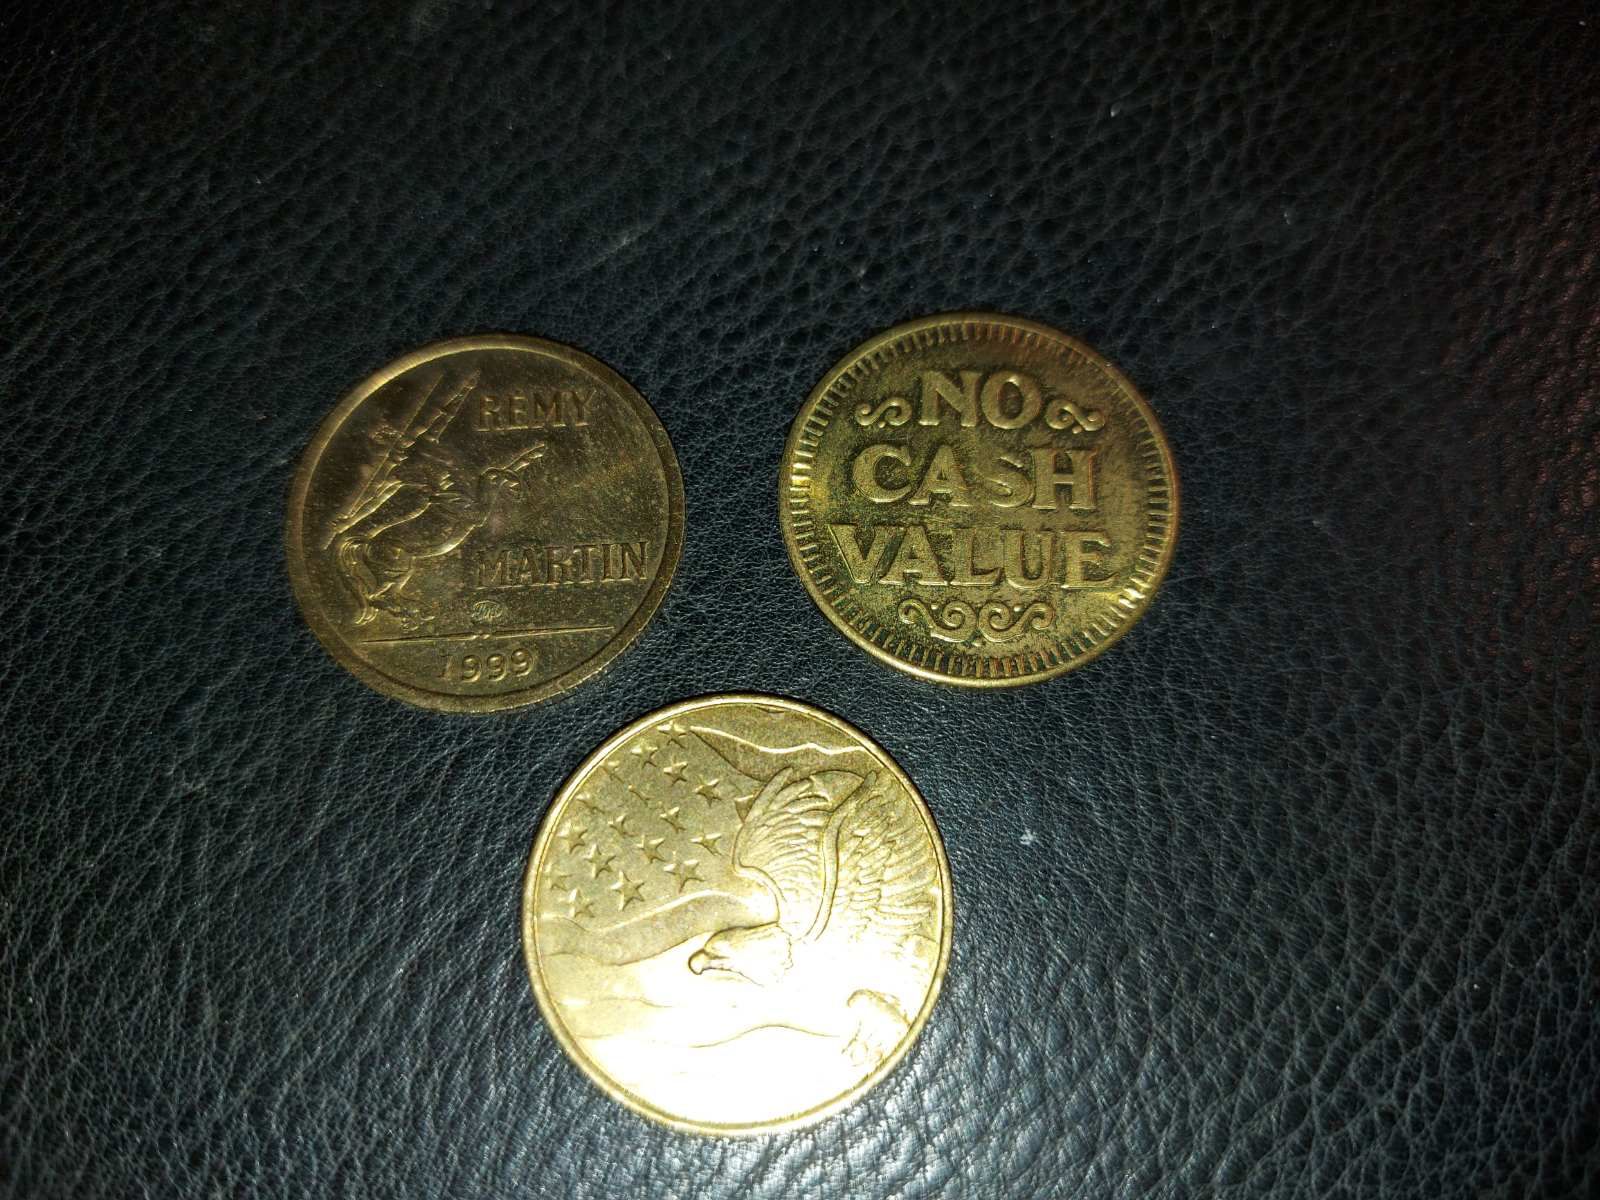 REMY
MARTIN
1999
NO
CASH
VALUE